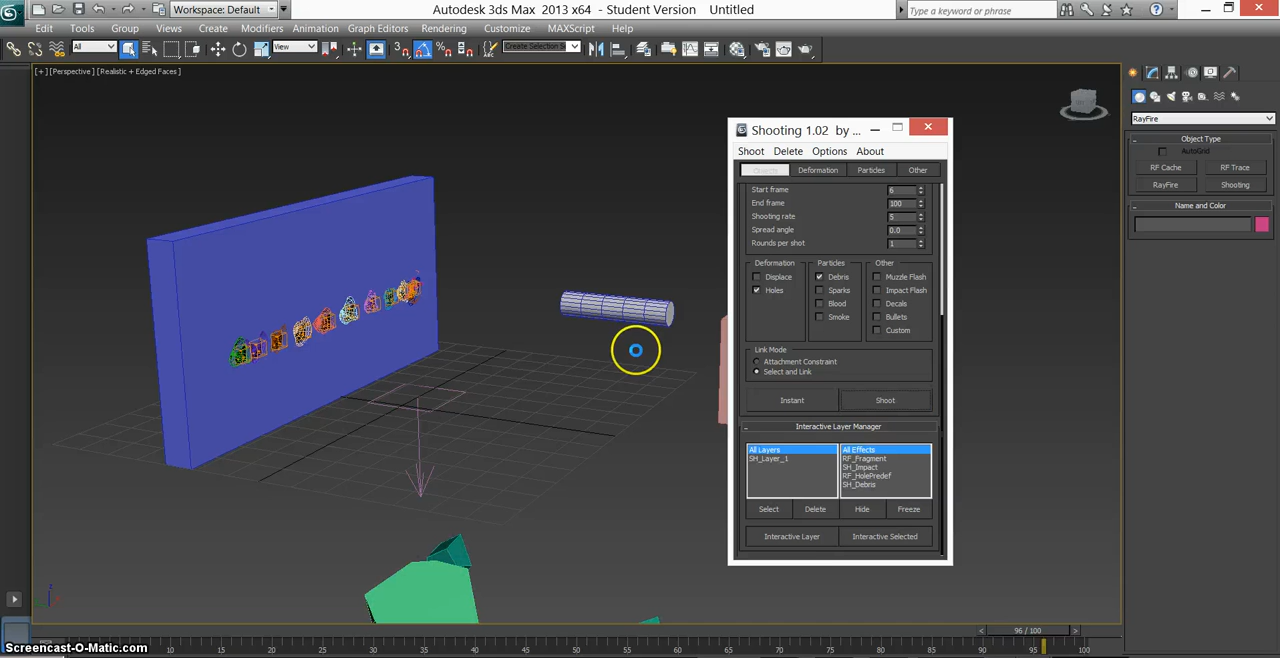 Workspace: Default
Autodesk 3ds Max 2013 x64 - Student Version Untitled
Type a keyword or phrase
Edit Tools Group Views Create Modifiers Animation Graph Editors Rendering Customize MAXScript Help
All View Create Selection Se
[+] [Perspective] [Realistic + Edged Faces]
Shooting 1.02 by ...
Shoot Delete Options About
Objects Deformation Particles Other
Start frame 6
End frame 100
Shooting rate 5
Spread angle 0.0
Rounds per shot 1
Deformation Particles Other
Displace Debris Muzzle Flash
Holes Sparks Impact Flash
Blood Decals
Smoke Bullets
Custom
Link Mode
Attachment Constraint
Select and Link
Instant Shoot
Interactive Layer Manager
All Layers All Effects
SH_Layer_1 RF_Fragment
SH_Impact
RF_HolePredef
SH_Debris
Select Delete Hide Freeze
Interactive Layer Interactive Selected
RayFire
Object Type
AutoGrid
RF Cache RF Trace
RayFire Shooting
Name and Color
96 / 100
10 15 20 25 30 35 40 45 50 55 60 65 70 75 80 85 90 95 100
Screencast-O-Matic.com